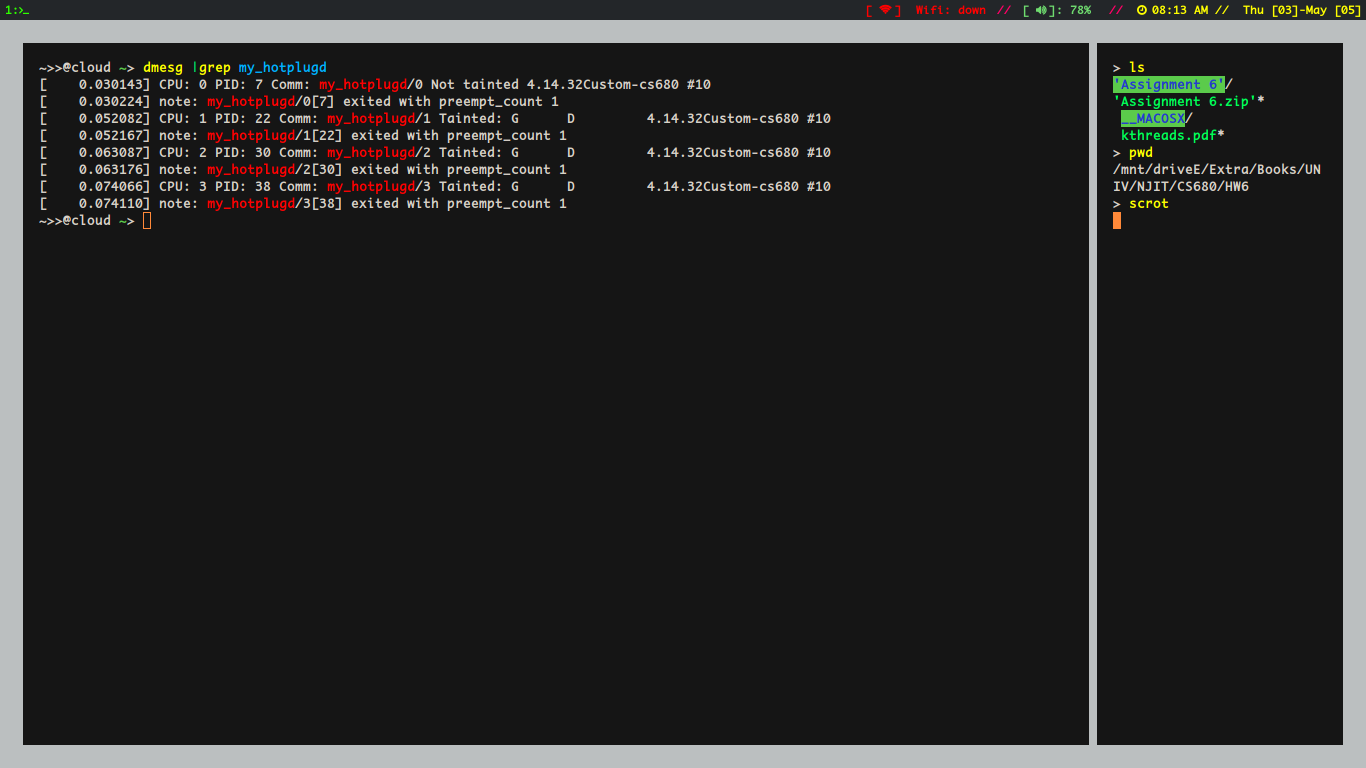 1:>_
[ ] Wifi: down // [ ]: 78% // 08:13 AM // Thu [03]-May [05]
~>>@cloud ~> dmesg |grep my_hotplugd
[    0.030143] CPU: 0 PID: 7 Comm: my_hotplugd/0 Not tainted 4.14.32Custom-cs680 #10
[    0.030224] note: my_hotplugd/0[7] exited with preempt_count 1
[    0.052082] CPU: 1 PID: 22 Comm: my_hotplugd/1 Tainted: G      D         4.14.32Custom-cs680 #10
[    0.052167] note: my_hotplugd/1[22] exited with preempt_count 1
[    0.063087] CPU: 2 PID: 30 Comm: my_hotplugd/2 Tainted: G      D         4.14.32Custom-cs680 #10
[    0.063176] note: my_hotplugd/2[30] exited with preempt_count 1
[    0.074066] CPU: 3 PID: 38 Comm: my_hotplugd/3 Tainted: G      D         4.14.32Custom-cs680 #10
[    0.074110] note: my_hotplugd/3[38] exited with preempt_count 1
~>>@cloud ~>
> ls
'Assignment 6'/
'Assignment 6.zip'*
__MACOSX/
kthreads.pdf*
> pwd
/mnt/driveE/Extra/Books/UN
IV/NJIT/CS680/HW6
> scrot